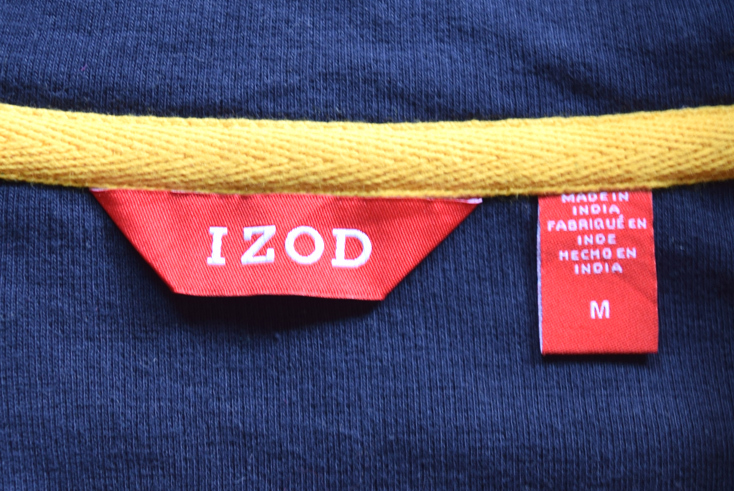 IZOD
MADE IN
INDIA
FABRIQUÉ EN
INDE
HECHO EN
INDIA
M